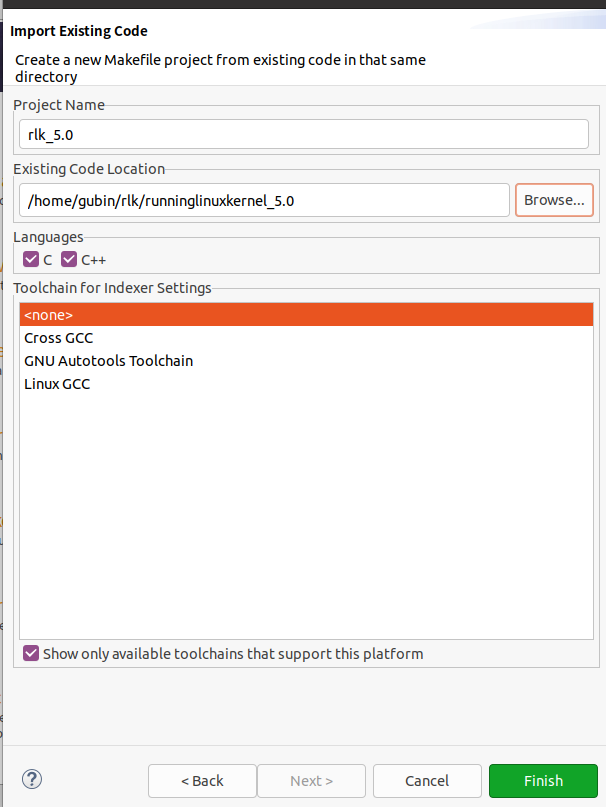 Import Existing Code
Create a new Makefile project from existing code in that same
directory
Project Name
rlk_5.0
Existing Code Location
/home/gubin/rlk/runninglinuxkernel_5.0
Browse...
Languages
C C++
Toolchain for Indexer Settings
<none>
Cross GCC
GNU Autotools Toolchain
Linux GCC
Show only available toolchains that support this platform
? < Back Next > Cancel Finish